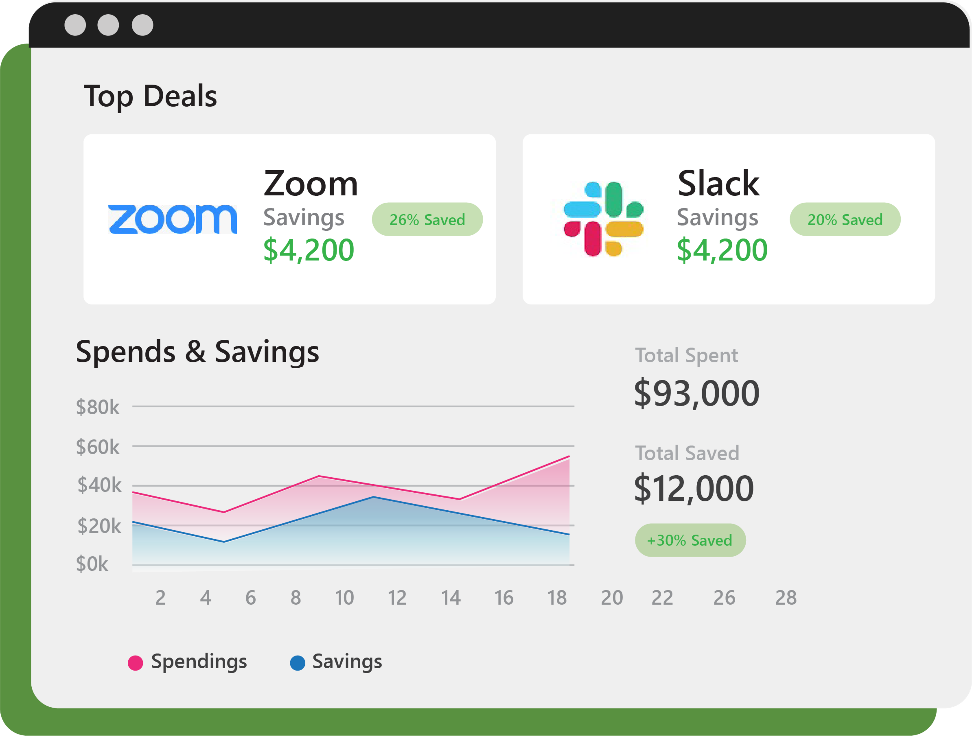 Top Deals
zoom
Zoom
Savings
$4,200
26% Saved
Slack
Savings
$4,200
20% Saved
Spends & Savings
$80k
$60k
$40k
$20k
$0k
2 4 6 8 10 12 14 16 18 20 22 26 28
Spendings Savings
Total Spent
$93,000
Total Saved
$12,000
+30% Saved